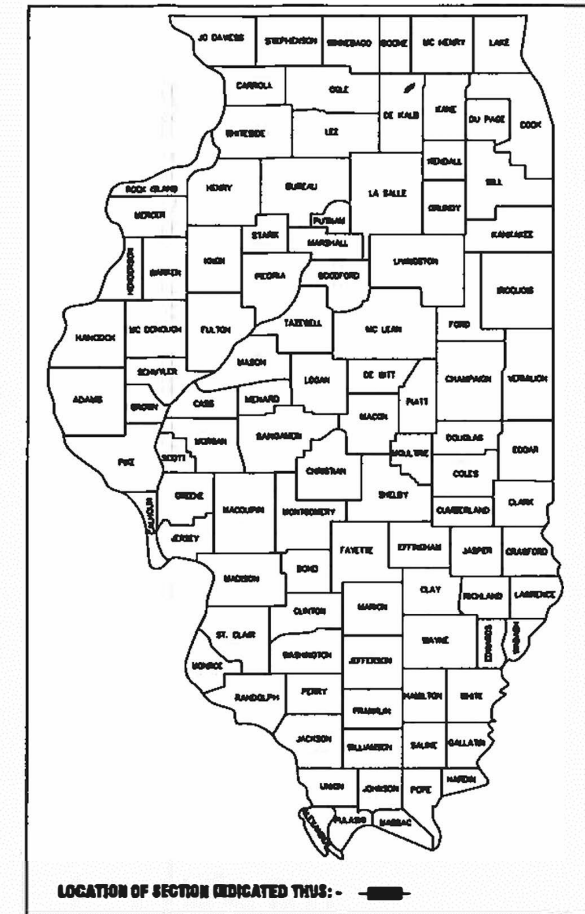 JO DAVIESS STEPHENSON WINNEBAGO BOONE MC HENRY LAKE
CARROLL OGLE DE KALB KANE DU PAGE COOK
WHITESIDE LEE KENDALL WILL
ROCK ISLAND HENRY BUREAU LA SALLE GRUNDY
MERCER PUTNAM KANKAKEE
HENDERSON WARREN KNOX STARK MARSHALL LIVINGSTON IROQUOIS
PEORIA WOODFORD
HANCOCK MC DONOUGH FULTON TAZEWELL MC LEAN FORD
SCHUYLER MASON LOGAN DE WITT CHAMPAIGN VERMILION
ADAMS BROWN CASS MENARD MACON PIATT
MORGAN SANGAMON DOUGLAS EDGAR
PIKE SCOTT CHRISTIAN MOULTRIE COLES
CALHOUN GREENE MACOUPIN MONTGOMERY SHELBY CUMBERLAND CLARK
JERSEY FAYETTE EFFINGHAM JASPER CRAWFORD
MADISON BOND CLAY RICHLAND LAWRENCE
CLINTON MARION
ST. CLAIR WAYNE EDWARDS WABASH
MONROE WASHINGTON JEFFERSON
RANDOLPH PERRY HAMILTON WHITE
FRANKLIN
JACKSON WILLIAMSON SALINE GALLATIN
UNION JOHNSON POPE HARDIN
ALEXANDER PULASKI MASSAC
LOCATION OF SECTION INDICATED THUS: -